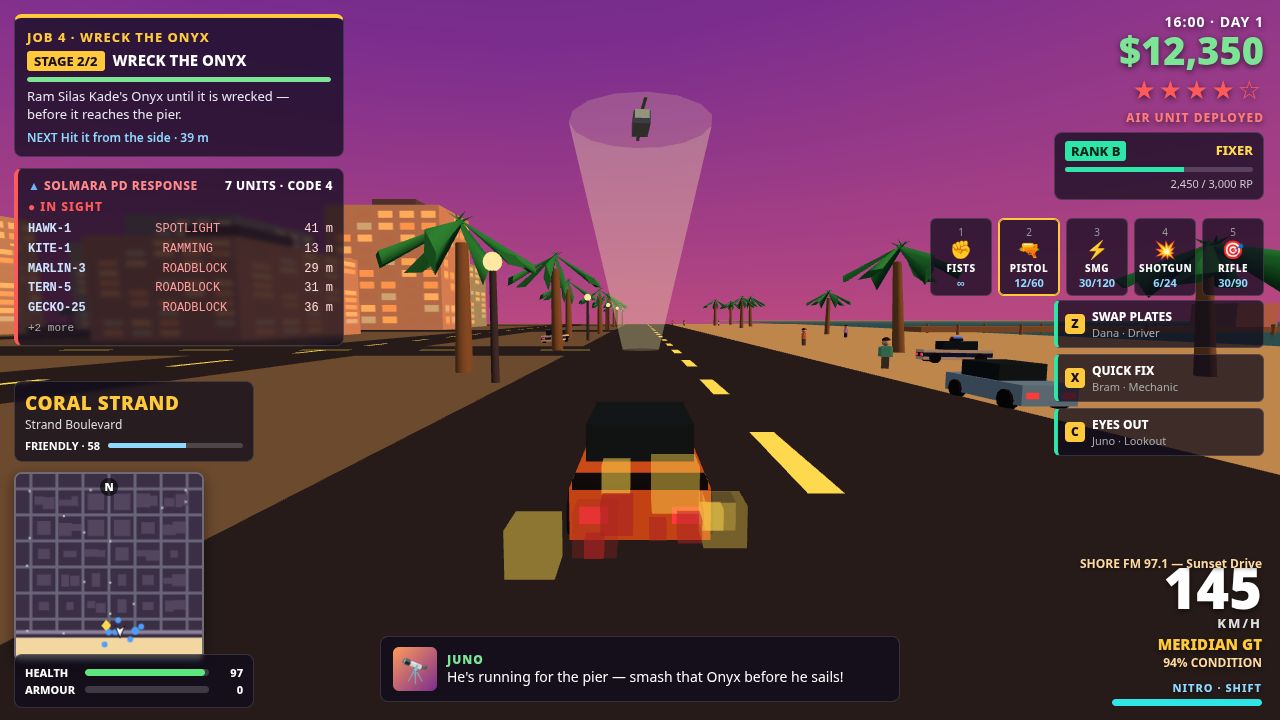 JOB 4 · WRECK THE ONYX
STAGE 2/2 WRECK THE ONYX
Ram Silas Kade's Onyx until it is wrecked —
before it reaches the pier.
NEXT Hit it from the side · 39 m
▲ SOLMARA PD RESPONSE 7 UNITS · CODE 4
● IN SIGHT
HAWK-1 SPOTLIGHT 41 m
KITE-1 RAMMING 13 m
MARLIN-3 ROADBLOCK 29 m
TERN-5 ROADBLOCK 31 m
GECKO-25 ROADBLOCK 36 m
+2 more
CORAL STRAND
Strand Boulevard
FRIENDLY · 58
N
HEALTH 97
ARMOUR 0
16:00 · DAY 1
$12,350
★★★★☆
AIR UNIT DEPLOYED
RANK B FIXER
2,450 / 3,000 RP
1 2 3 4 5
FISTS PISTOL SMG SHOTGUN RIFLE
∞ 12/60 30/120 6/24 30/90
Z SWAP PLATES
Dana · Driver
X QUICK FIX
Bram · Mechanic
C EYES OUT
Juno · Lookout
SHORE FM 97.1 — Sunset Drive
145
KM/H
MERIDIAN GT
94% CONDITION
NITRO · SHIFT
JUNO
He's running for the pier — smash that Onyx before he sails!